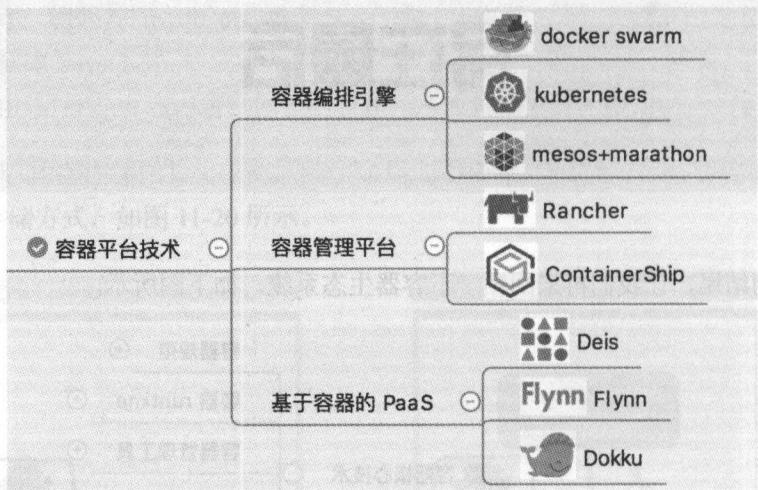 docker swarm
容器编排引擎
kubernetes
mesos+marathon
Rancher
容器平台技术
容器管理平台
ContainerShip
Deis
基于容器的 PaaS
Flynn Flynn
Dokku